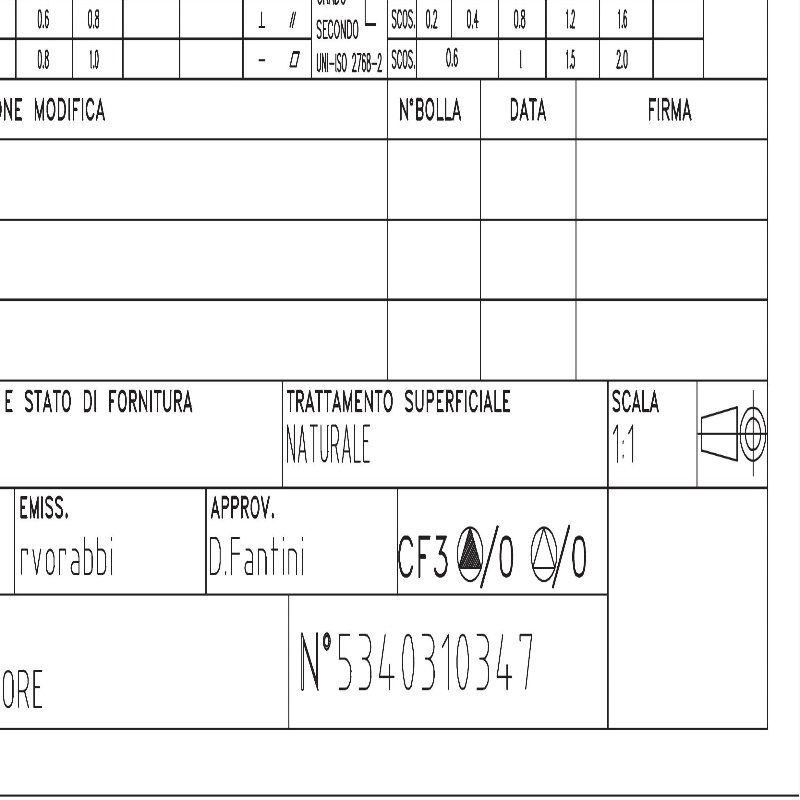 0.6 0.8 ⊥ // SCOS. 0.2 0.4 0.8 1.2 1.6
SECONDO
0.8 1.0 – ▱ UNI-ISO 2768-2 SCOS. 0.6 1 1.5 2.0
MODIFICA N°BOLLA DATA FIRMA
E STATO DI FORNITURA TRATTAMENTO SUPERFICIALE SCALA
NATURALE 1:1
EMISS. APPROV.
rvorabbi D.Fantini CF3 /0 /0
N°5340310347
ORE